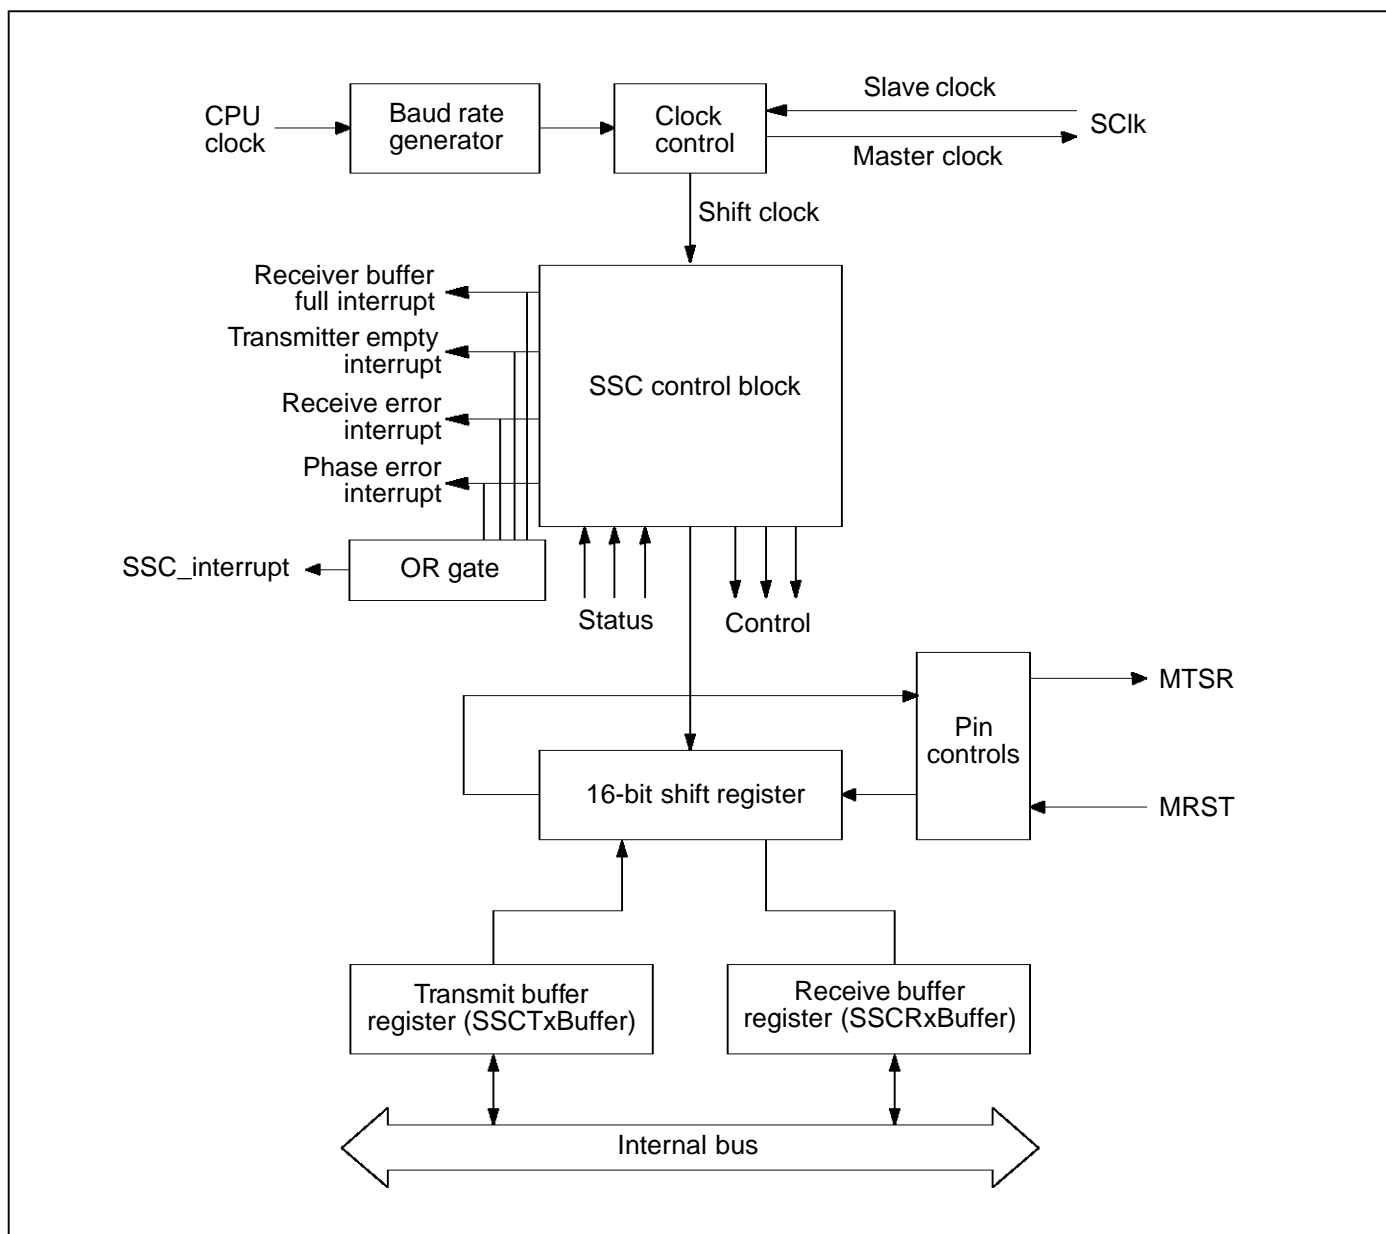 CPU
clock
Baud rate
generator
Clock
control
Slave clock
SClk
Master clock
Shift clock
Receiver buffer
full interrupt
Transmitter empty
interrupt
Receive error
interrupt
Phase error
interrupt
SSC control block
SSC_interrupt
OR gate
Status
Control
MTSR
Pin
controls
16-bit shift register
MRST
Transmit buffer
register (SSCTxBuffer)
Receive buffer
register (SSCRxBuffer)
Internal bus